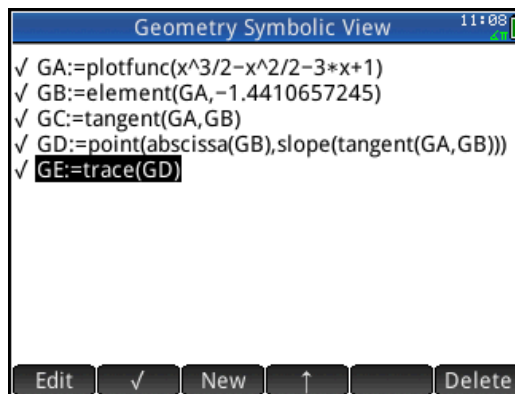 Geometry Symbolic View 11:08
∡π
√ GA:=plotfunc(x^3/2−x^2/2−3*x+1)
√ GB:=element(GA,−1.4410657245)
√ GC:=tangent(GA,GB)
√ GD:=point(abscissa(GB),slope(tangent(GA,GB)))
√ GE:=trace(GD)
Edit √ New ↑ Delete